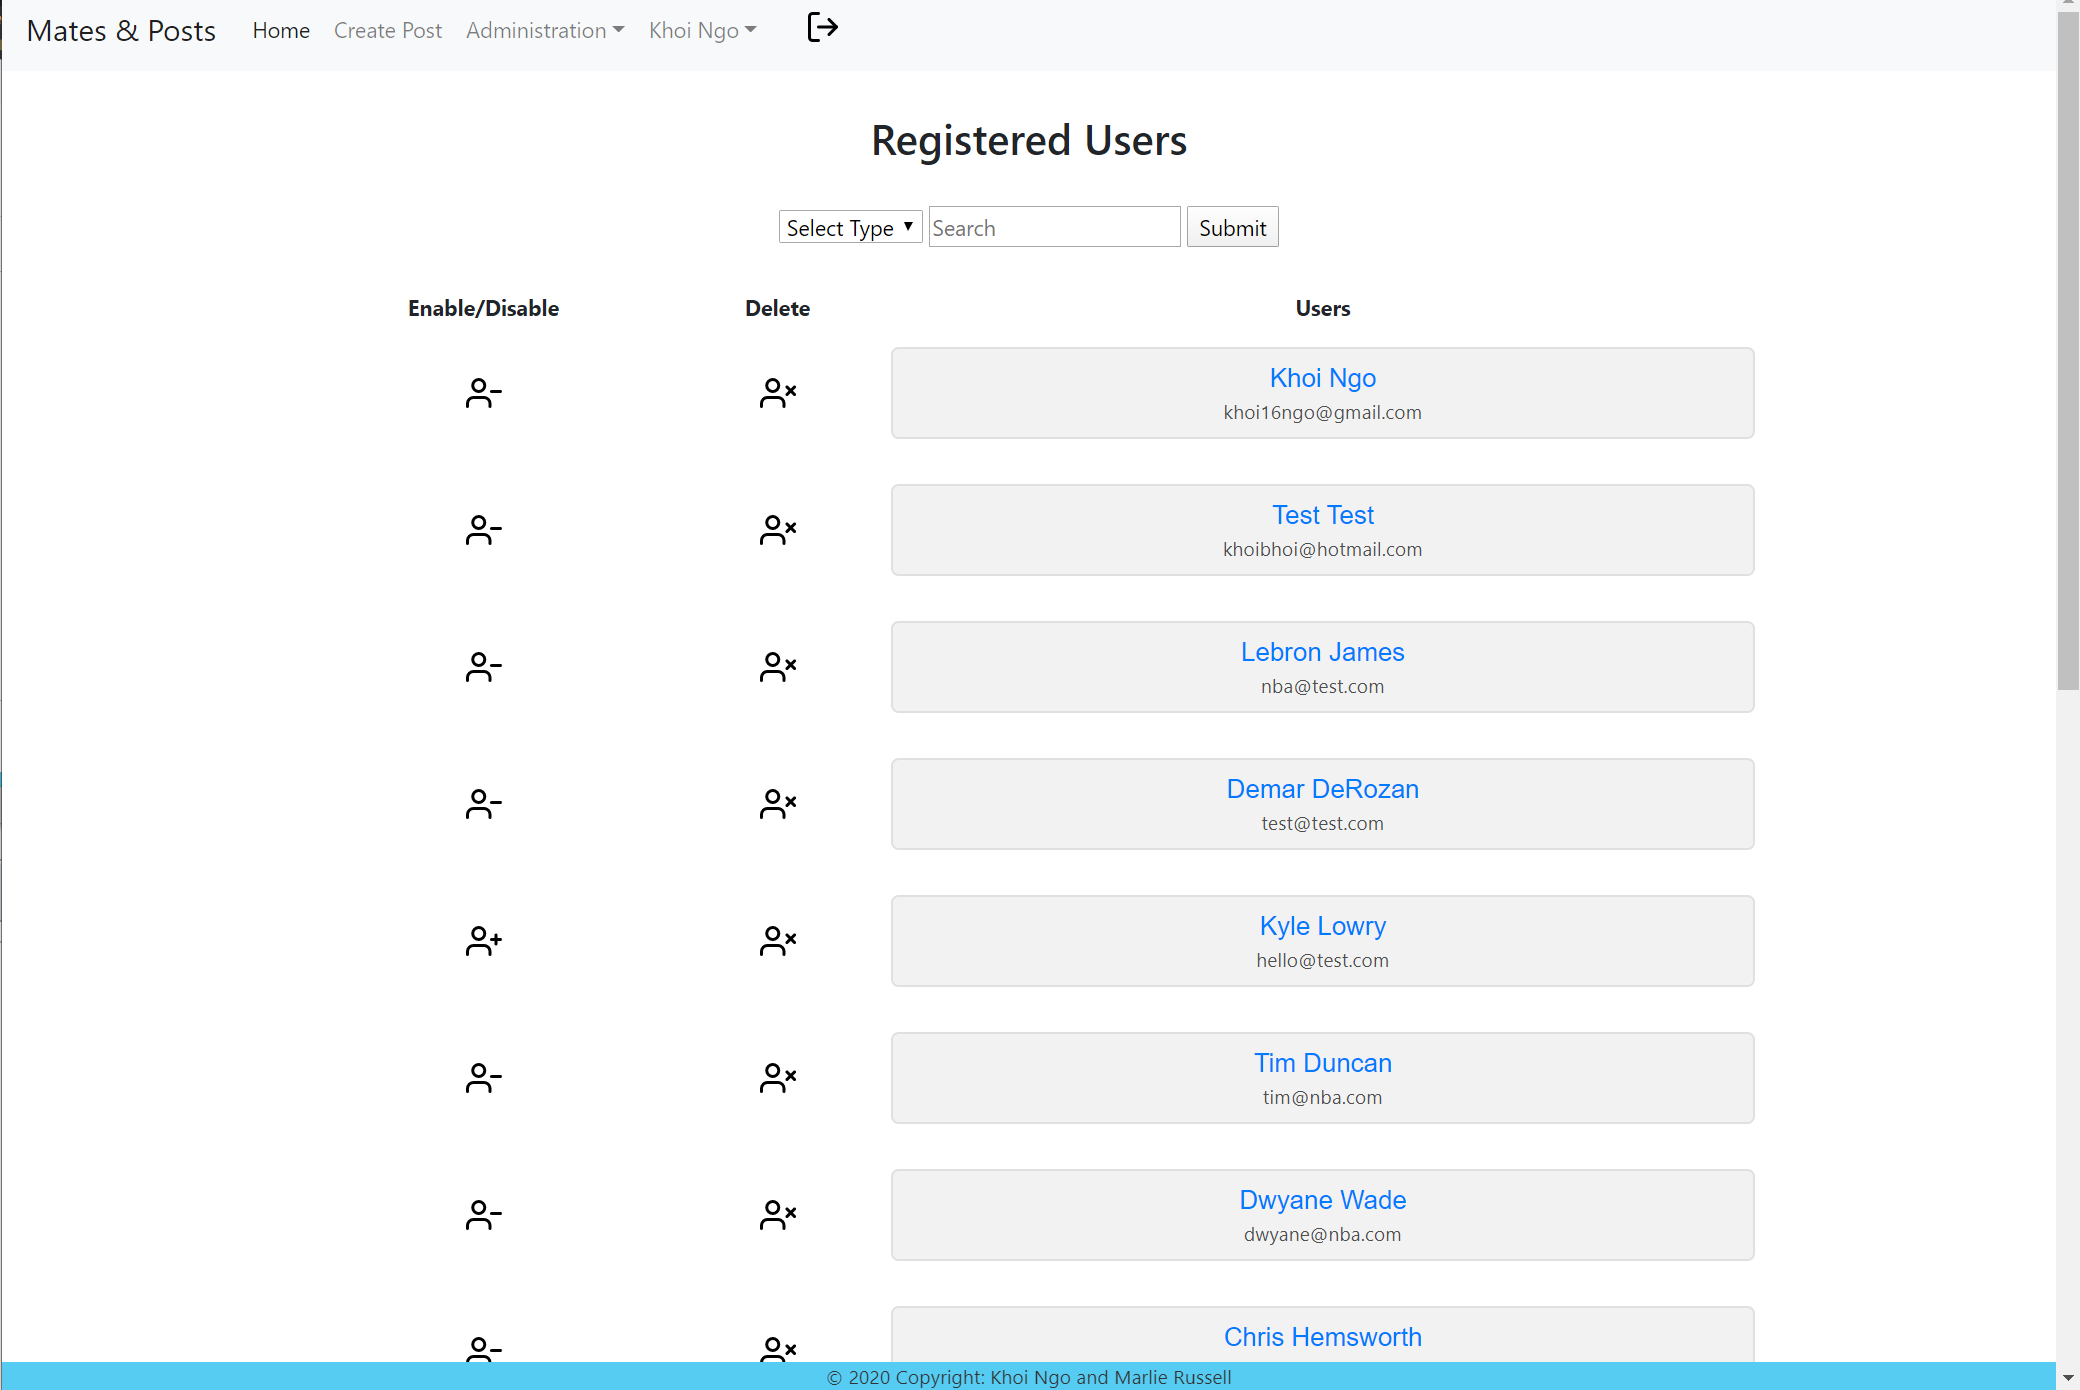 Mates & Posts Home Create Post Administration Khoi Ngo
Registered Users
Select Type Search Submit
Enable/Disable Delete Users
Khoi Ngo
khoi16ngo@gmail.com
Test Test
khoibhoi@hotmail.com
Lebron James
nba@test.com
Demar DeRozan
test@test.com
Kyle Lowry
hello@test.com
Tim Duncan
tim@nba.com
Dwyane Wade
dwyane@nba.com
Chris Hemsworth
© 2020 Copyright: Khoi Ngo and Marlie Russell